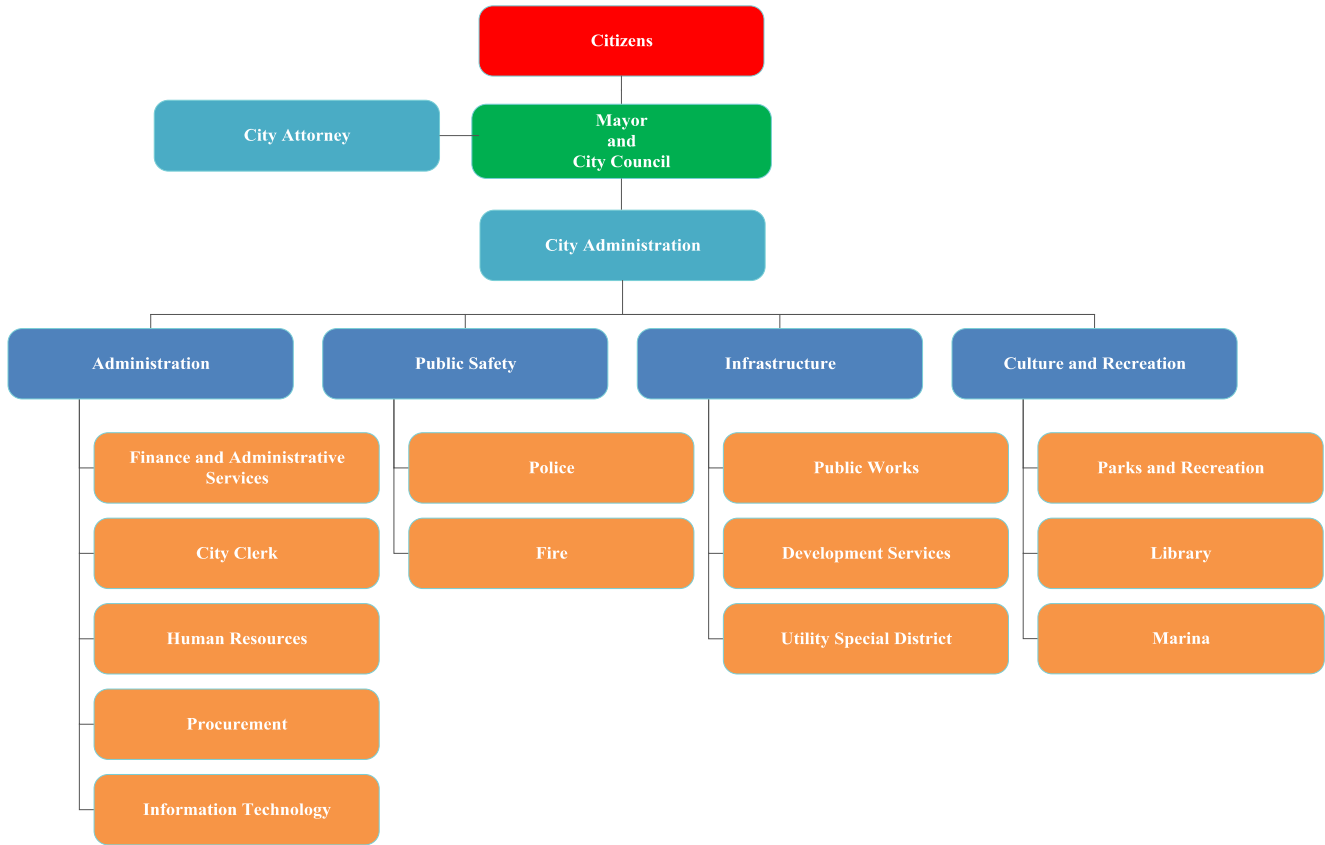 Citizens
City Attorney
Mayor
and
City Council
City Administration
Administration
Public Safety
Infrastructure
Culture and Recreation
Finance and Administrative
Services
Police
Public Works
Parks and Recreation
City Clerk
Fire
Development Services
Library
Human Resources
Utility Special District
Marina
Procurement
Information Technology